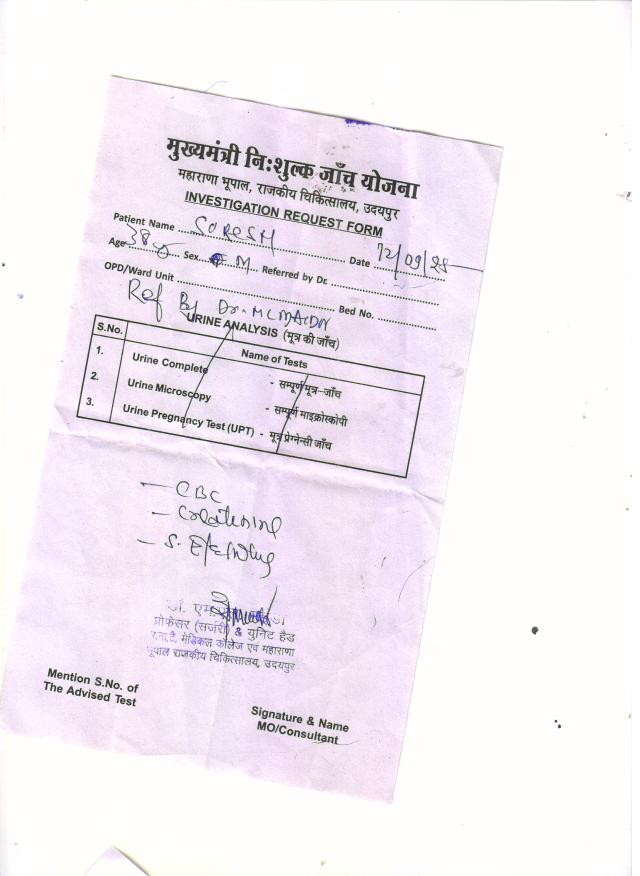 मुख्यमंत्री नि:शुल्क जाँच योजना
महाराणा भूपाल, राजकीय चिकित्सालय, उदयपुर
INVESTIGATION REQUEST FORM
Patient Name SURESH Date 12/09/25
Age 38 y Sex M Referred by Dr.
OPD/Ward Unit Bed No.
Ref By Dr.
URINE ANALYSIS (मूत्र की जाँच)
S.No. Name of Tests
1. Urine Complete - सम्पूर्ण मूत्र-जाँच
2. Urine Microscopy - सम्पूर्ण माइक्रोस्कोपी
3. Urine Pregnancy Test (UPT) - मूत्र प्रेग्नेन्सी जाँच
- CBC
- Creatinine
- S.
डॉ.
प्रोफेसर (सर्जरी) & युनिट हैड
र.ना.टै. मेडिकल कॉलेज एवं महाराणा
भूपाल राजकीय चिकित्सालय, उदयपुर
Mention S.No. of
The Advised Test
Signature & Name
MO/Consultant